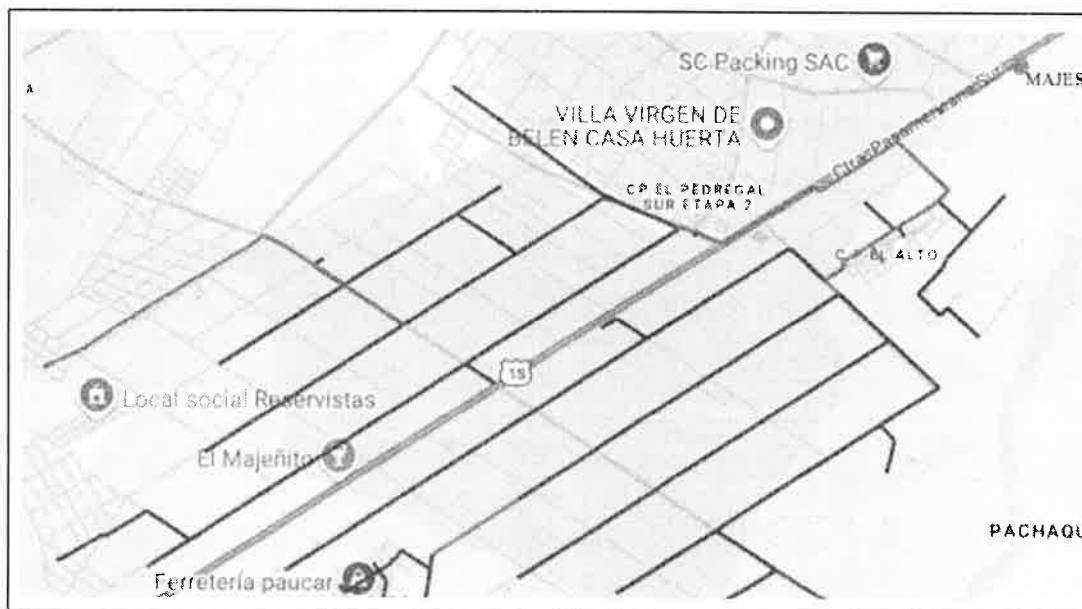 A
SC Packing SAC
MAJES
VILLA VIRGEN DE
BELEN CASA HUERTA
Ctra. Panamericana Sur
CP EL PEDREGAL
SUR ETAPA 2
EL ALTO
1S
Local social Reservistas
El Majeñito
PACHAQU
Ferretería paucar